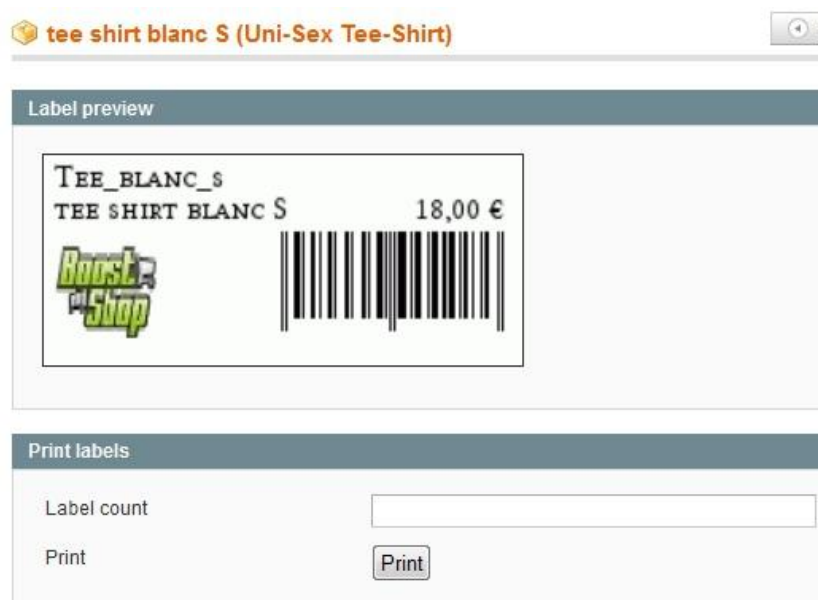 tee shirt blanc S (Uni-Sex Tee-Shirt)
Label preview
Tee_blanc_s
tee shirt blanc S 18,00 €
Boost
Shop
Print labels
Label count
Print
Print